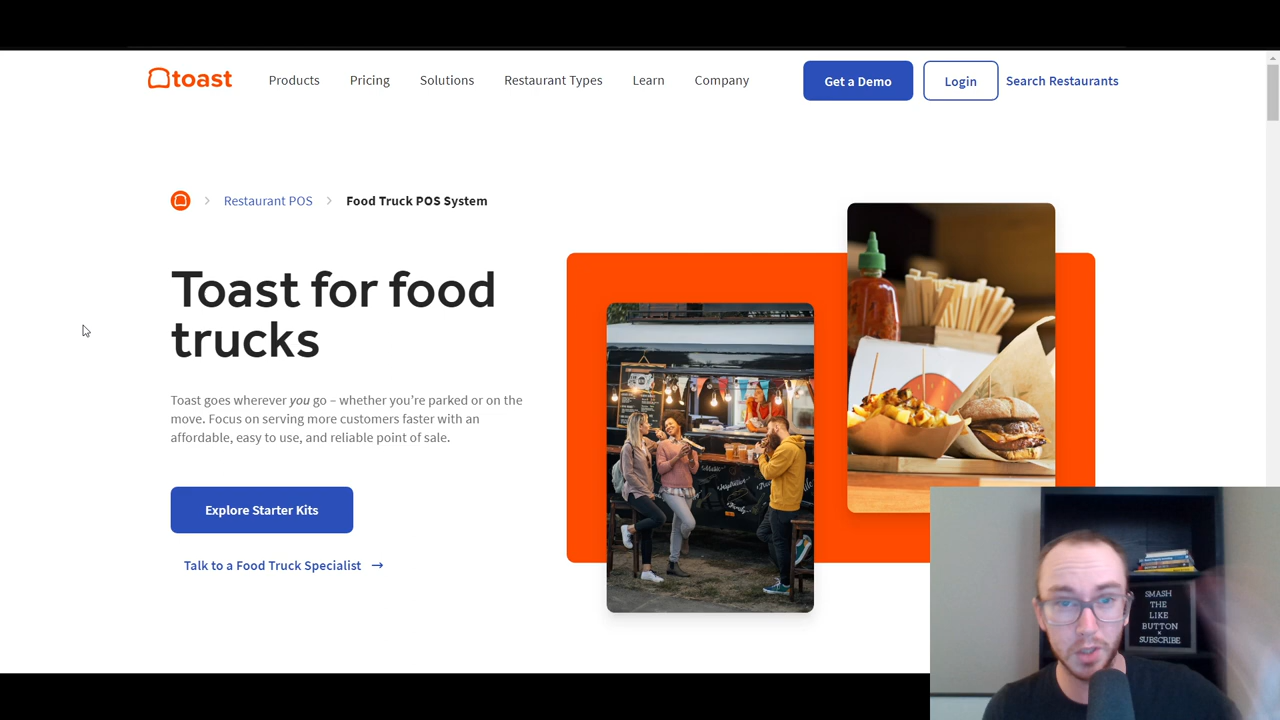 toast
Products
Pricing
Solutions
Restaurant Types
Learn
Company
Get a Demo
Login
Search Restaurants
Restaurant POS
Food Truck POS System
Toast for food
trucks
Toast goes wherever you go – whether you're parked or on the
move. Focus on serving more customers faster with an
affordable, easy to use, and reliable point of sale.
Explore Starter Kits
Talk to a Food Truck Specialist →
SMASH
THE
LIKE
BUTTON
+
SUBSCRIBE